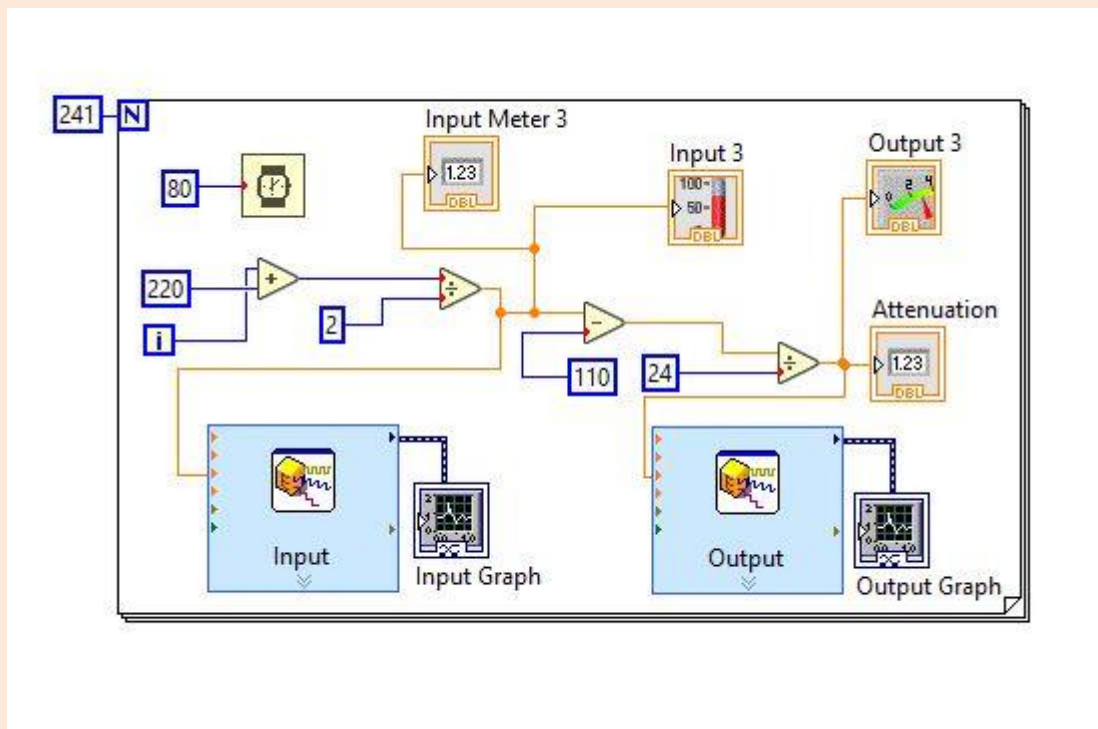 241 N
Input Meter 3
1.23
DBL
Input 3
100
50
DBL
Output 3
0 2 4
DBL
80
220
+
÷
i
2
-
110
24
÷
Attenuation
1.23
DBL
Input
Input Graph
Output
Output Graph